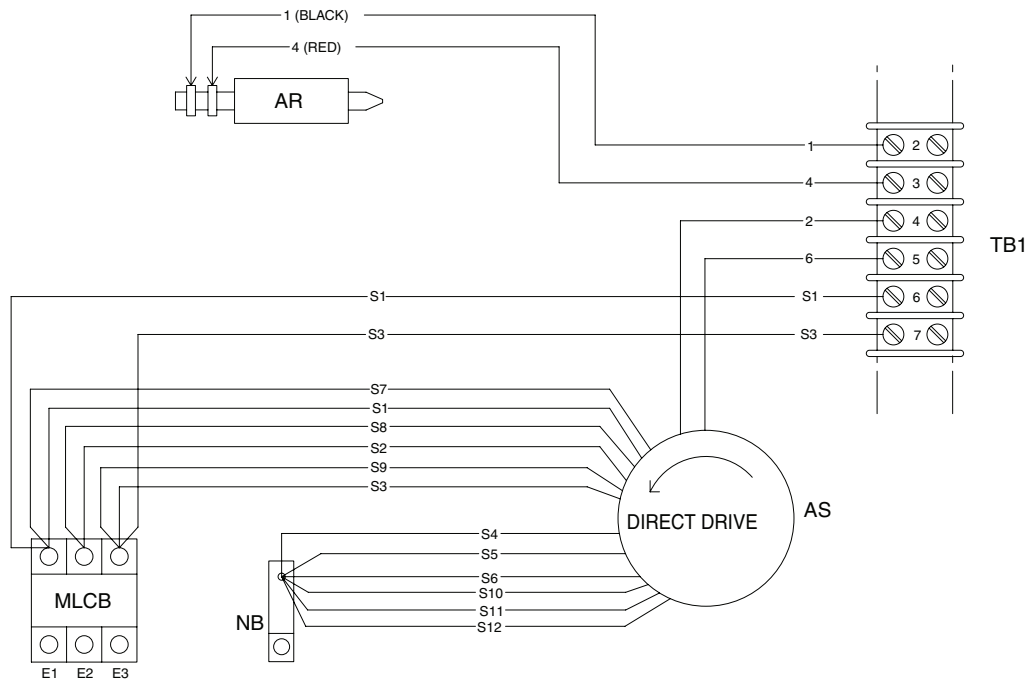 1 (BLACK)
4 (RED)
AR
1
2
4
3
2
4
TB1
6
5
S1
S1
6
S3
S3
7
S7
S1
S8
S2
S9
S3
DIRECT DRIVE
AS
S4
S5
S6
S10
S11
S12
MLCB
NB
E1
E2
E3